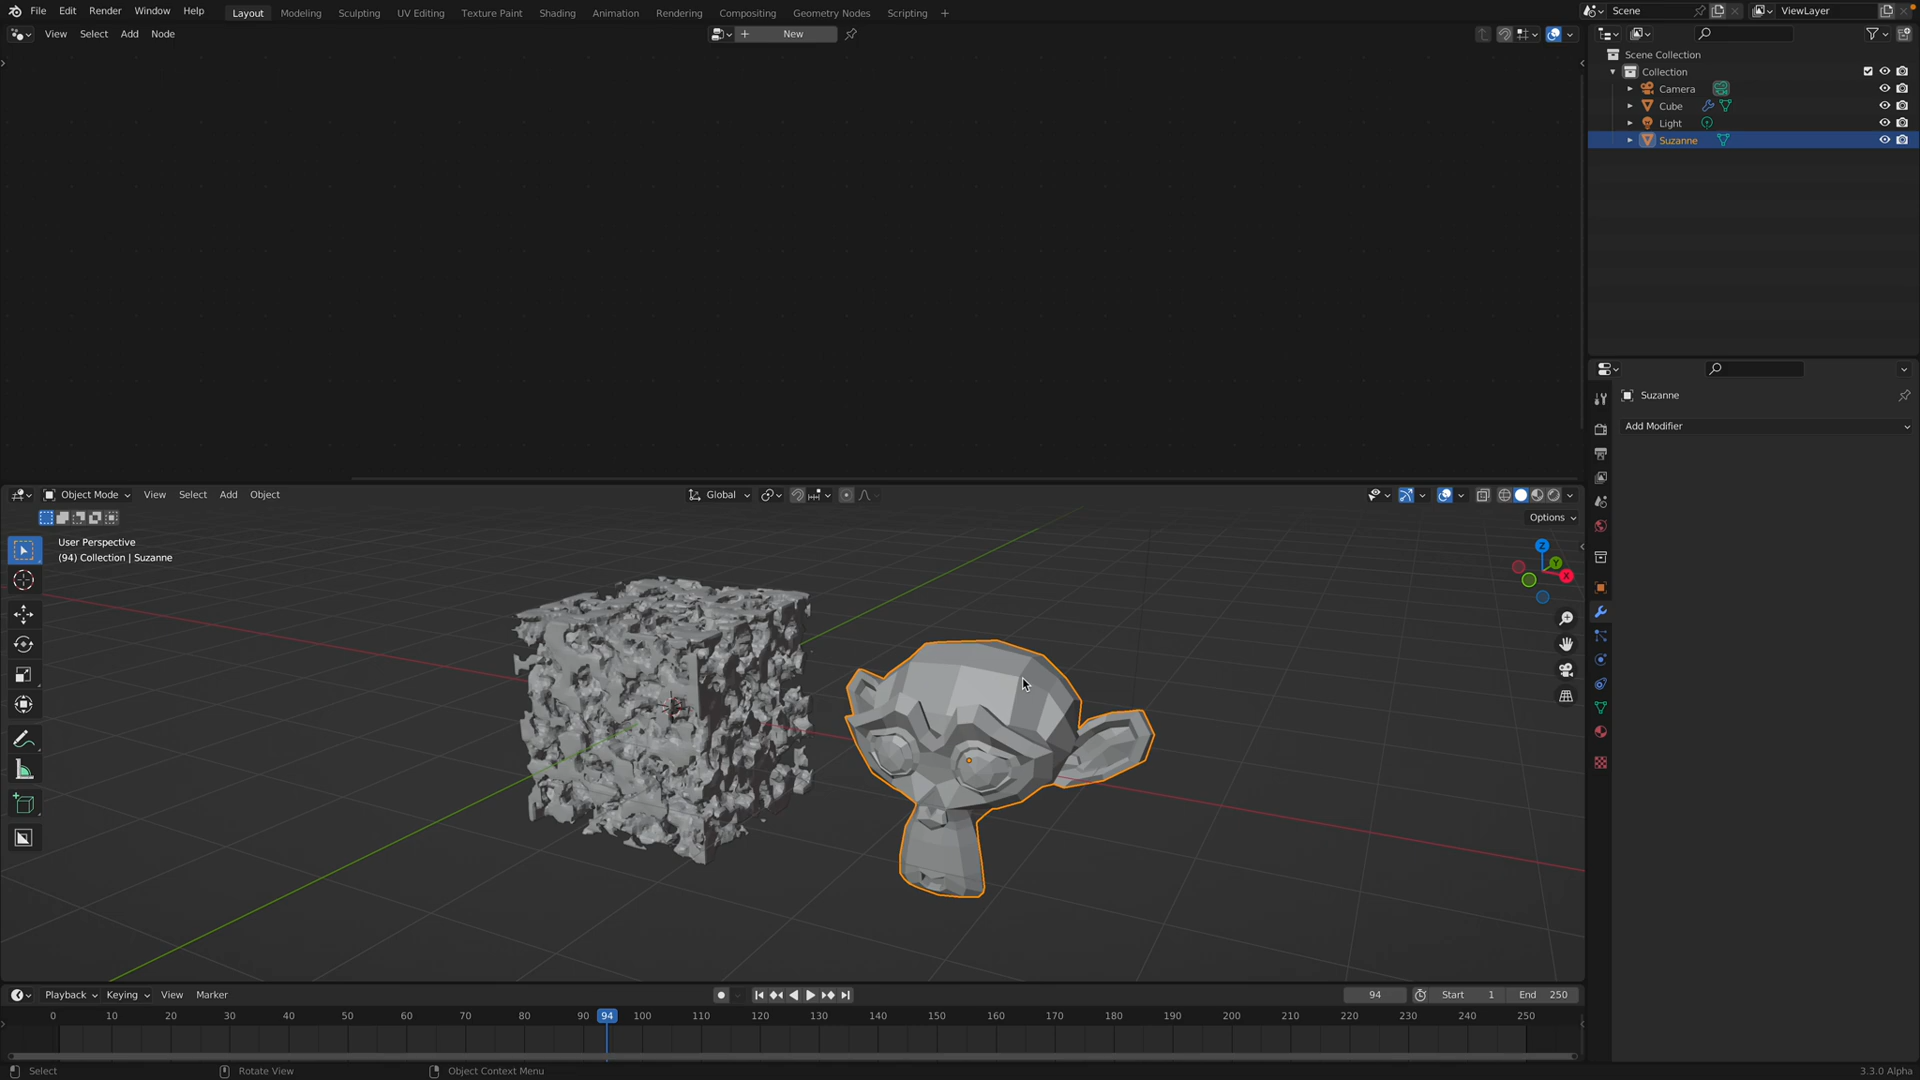 File Edit Render Window Help Layout Modeling Sculpting UV Editing Texture Paint Shading Animation Rendering Compositing Geometry Nodes Scripting + Scene ViewLayer
View Select Add Node + New
Scene Collection
Collection
Camera
Cube
Light
Suzanne
Suzanne
Add Modifier
Object Mode View Select Add Object Global
Options
User Perspective
(94) Collection | Suzanne
Z
Y
X
Playback Keying View Marker 94 Start 1 End 250
0 10 20 30 40 50 60 70 80 90 94 100 110 120 130 140 150 160 170 180 190 200 210 220 230 240 250
Select Rotate View Object Context Menu 3.3.0 Alpha